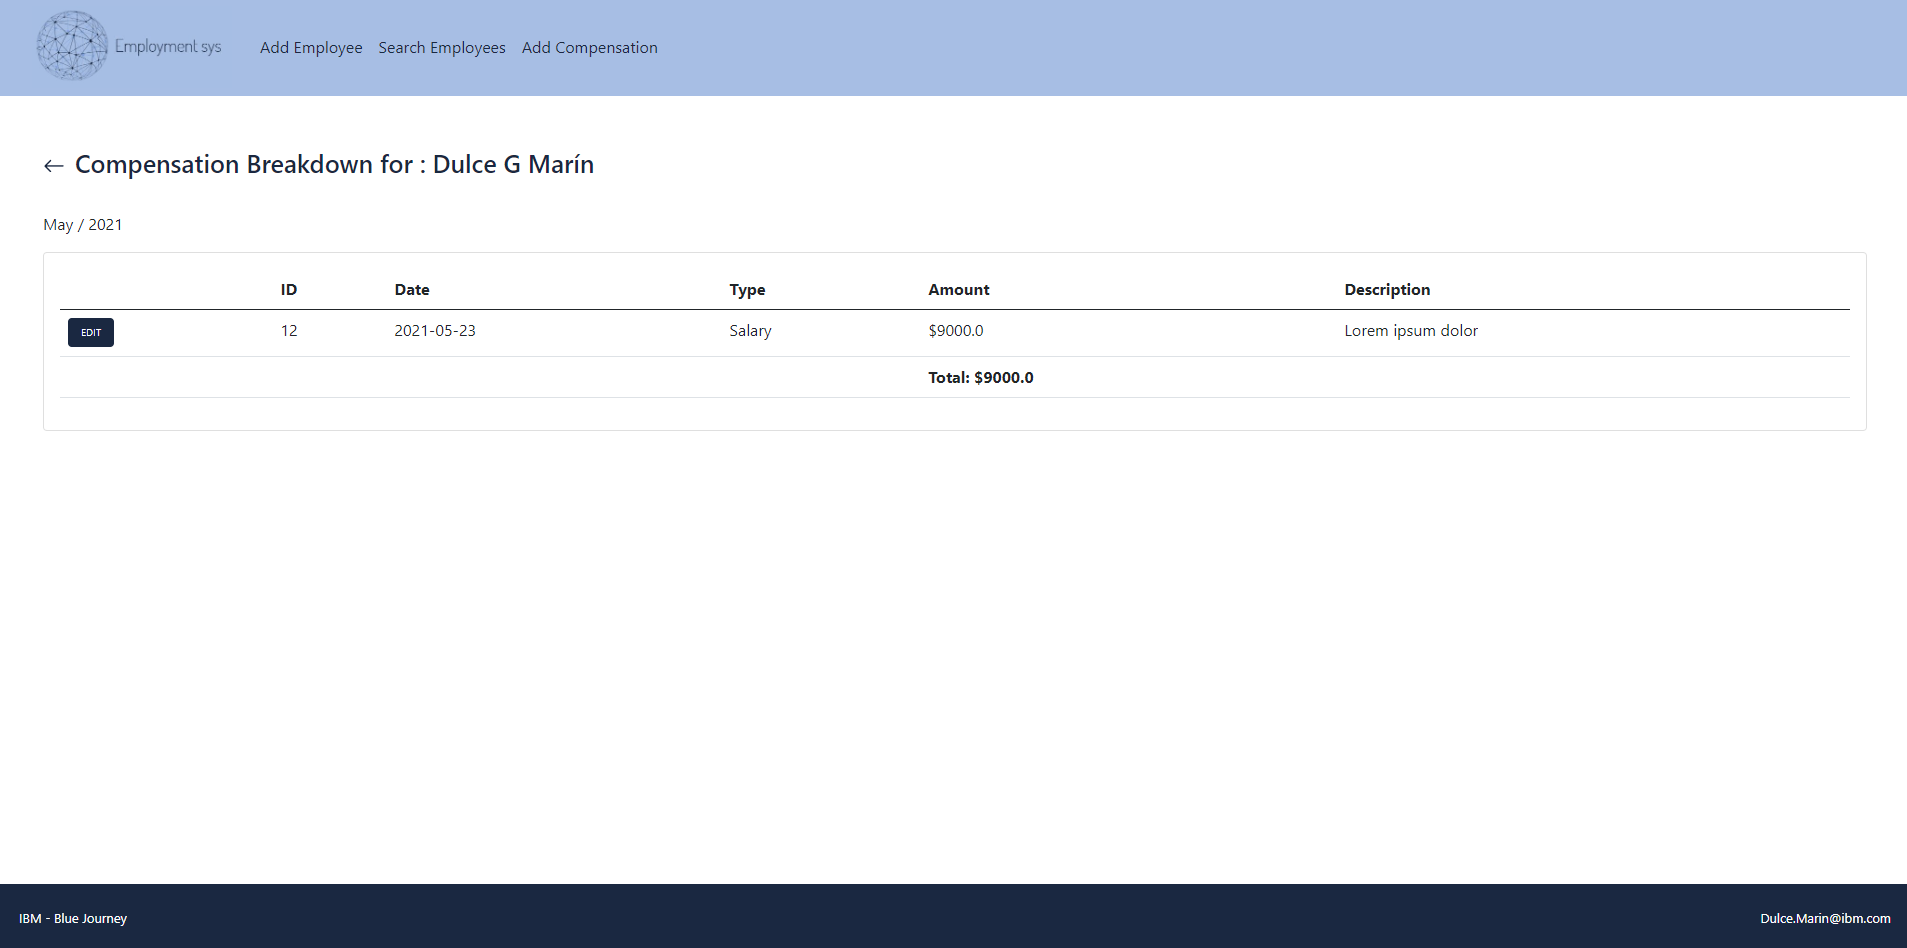 Employment sys Add Employee Search Employees Add Compensation
← Compensation Breakdown for : Dulce G Marín
May / 2021
ID Date Type Amount Description
EDIT 12 2021-05-23 Salary $9000.0 Lorem ipsum dolor
Total: $9000.0
IBM - Blue Journey Dulce.Marin@ibm.com